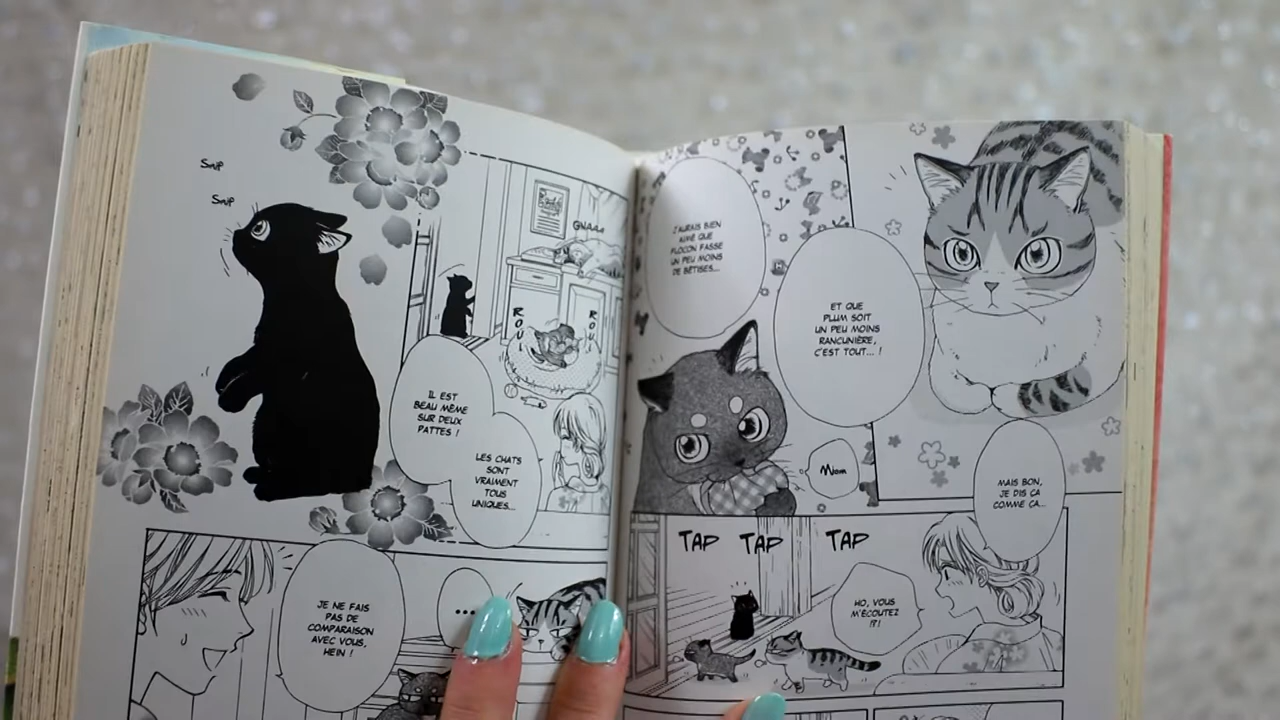 Snip
Snip
GNAAA
ROU
ROU
IL EST
BEAU MÊME
SUR DEUX
PATTES !
LES CHATS
SONT
VRAIMENT
TOUS
UNIQUES...
JE NE FAIS
PAS DE
COMPARAISON
AVEC VOUS,
HEIN !
...
J'AURAIS BIEN
AIMÉ QUE
FLOCON FASSE
UN PEU MOINS
DE BÊTISES...
ET QUE
PLUM SOIT
UN PEU MOINS
RANCUNIÈRE,
C'EST TOUT... !
Mom
MAIS BON,
JE DIS ÇA
COMME ÇA...
TAP TAP TAP
HO, VOUS
M'ÉCOUTEZ
!?!